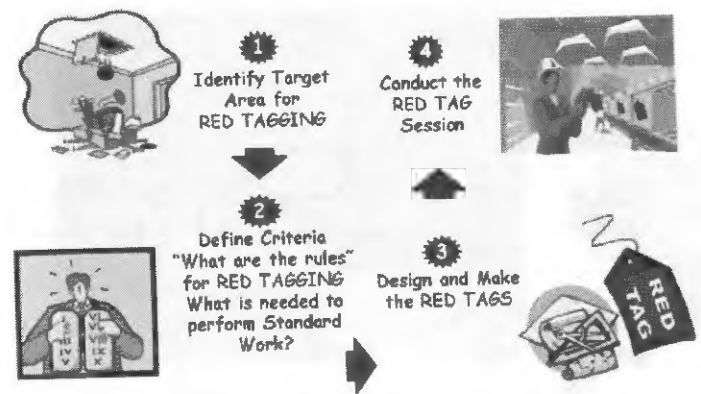 1
Identify Target
Area for
RED TAGGING
2
Define Criteria
"What are the rules"
for RED TAGGING
What is needed to
perform Standard
Work?
3
Design and Make
the RED TAGS
4
Conduct the
RED TAG
Session
RED
TAG